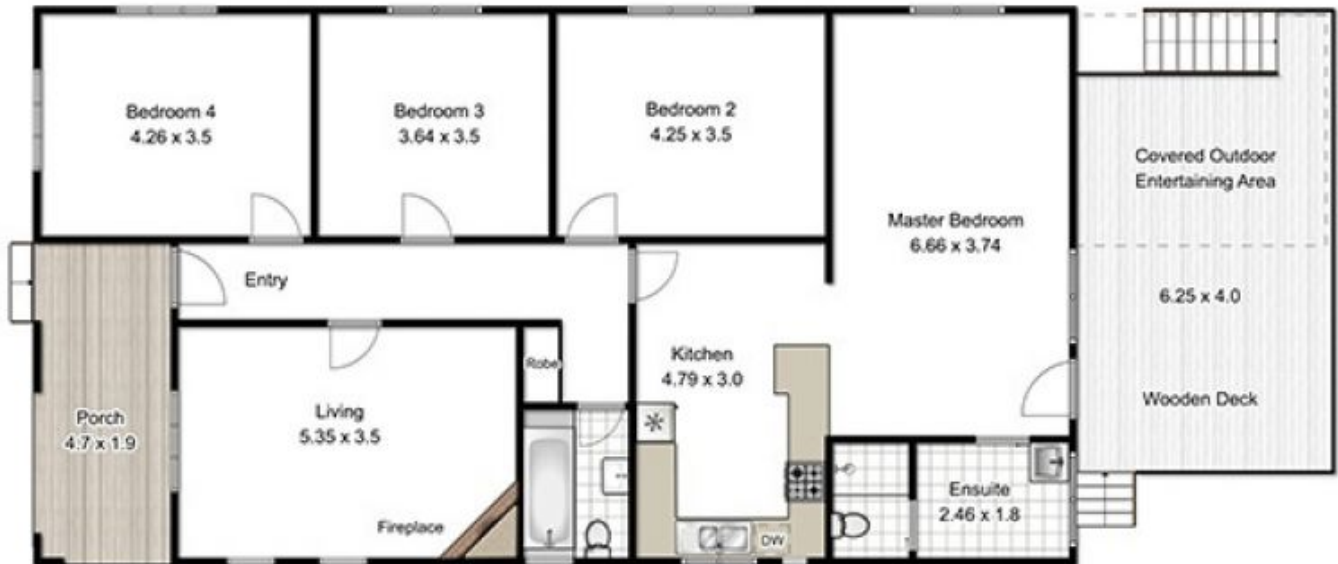 Bedroom 4
4.26 x 3.5
Bedroom 3
3.64 x 3.5
Bedroom 2
4.25 x 3.5
Master Bedroom
6.66 x 3.74
Covered Outdoor
Entertaining Area
6.25 x 4.0
Wooden Deck
Entry
Kitchen
4.79 x 3.0
Robe
Living
5.35 x 3.5
Porch
4.7 x 1.9
Fireplace
Ensuite
2.46 x 1.8
DW